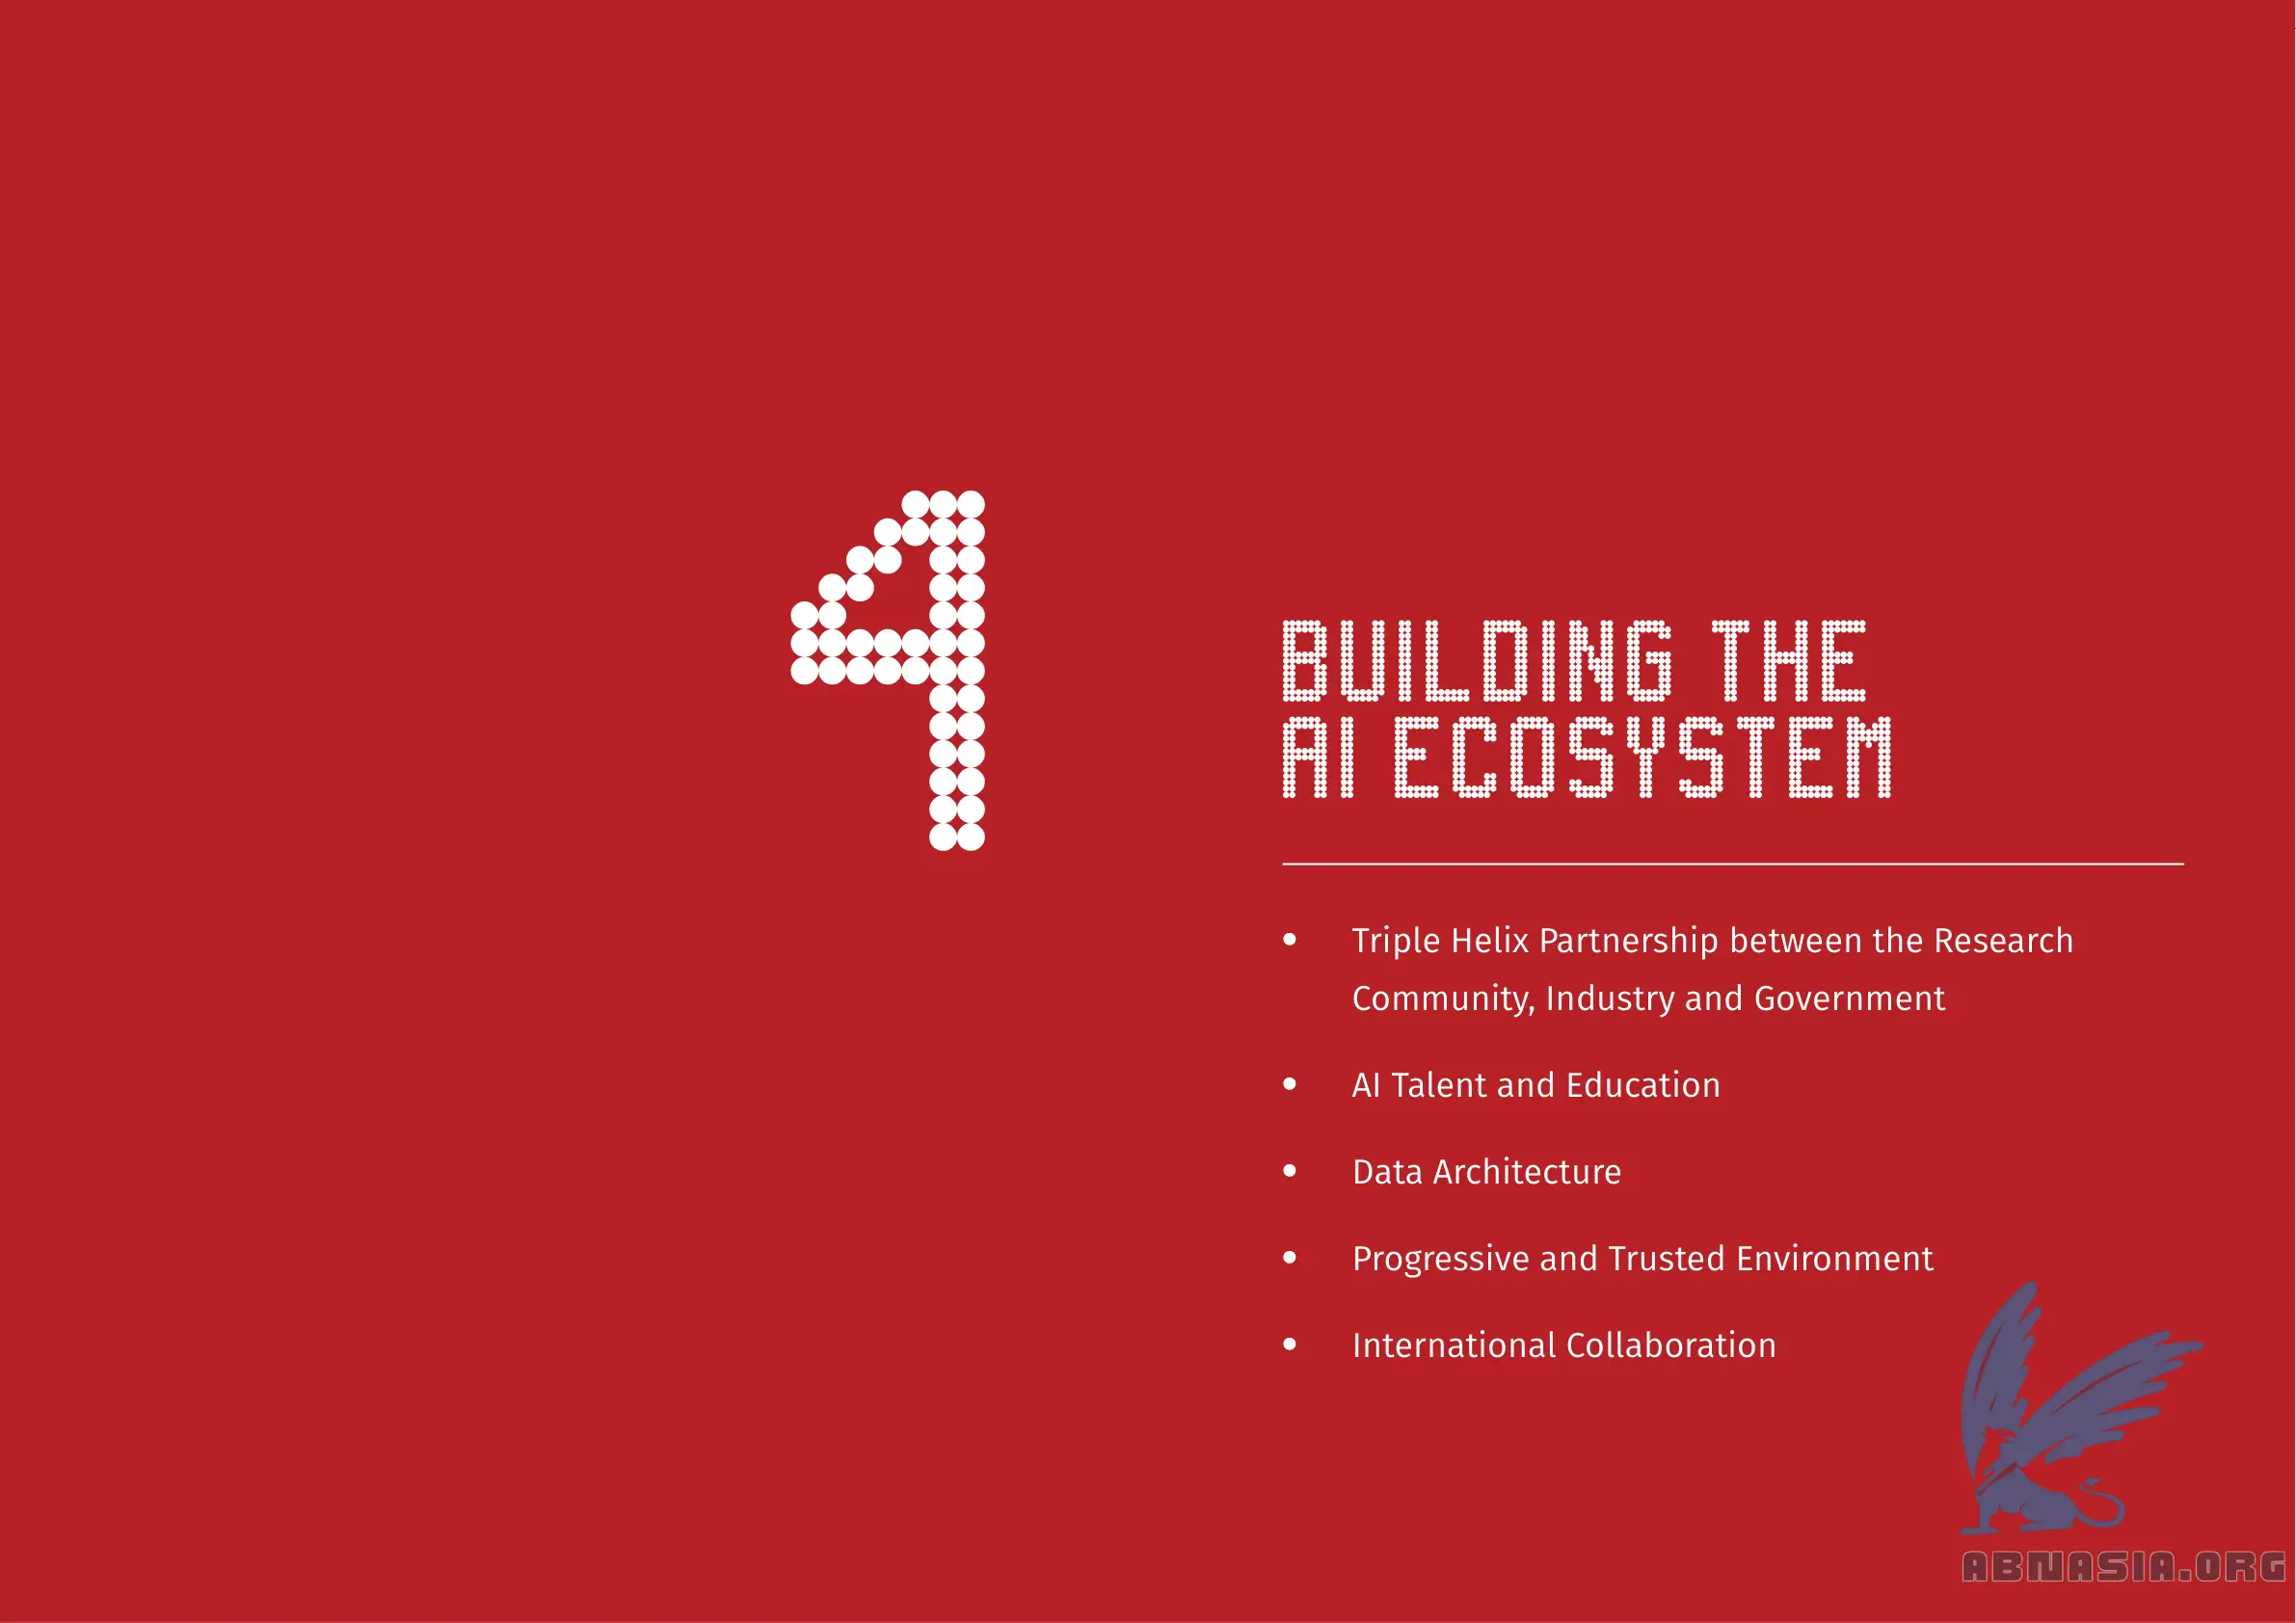 4
BUILDING THE
AI ECOSYSTEM
• Triple Helix Partnership between the Research
Community, Industry and Government
• AI Talent and Education
• Data Architecture
• Progressive and Trusted Environment
• International Collaboration
ABNASIA.ORG